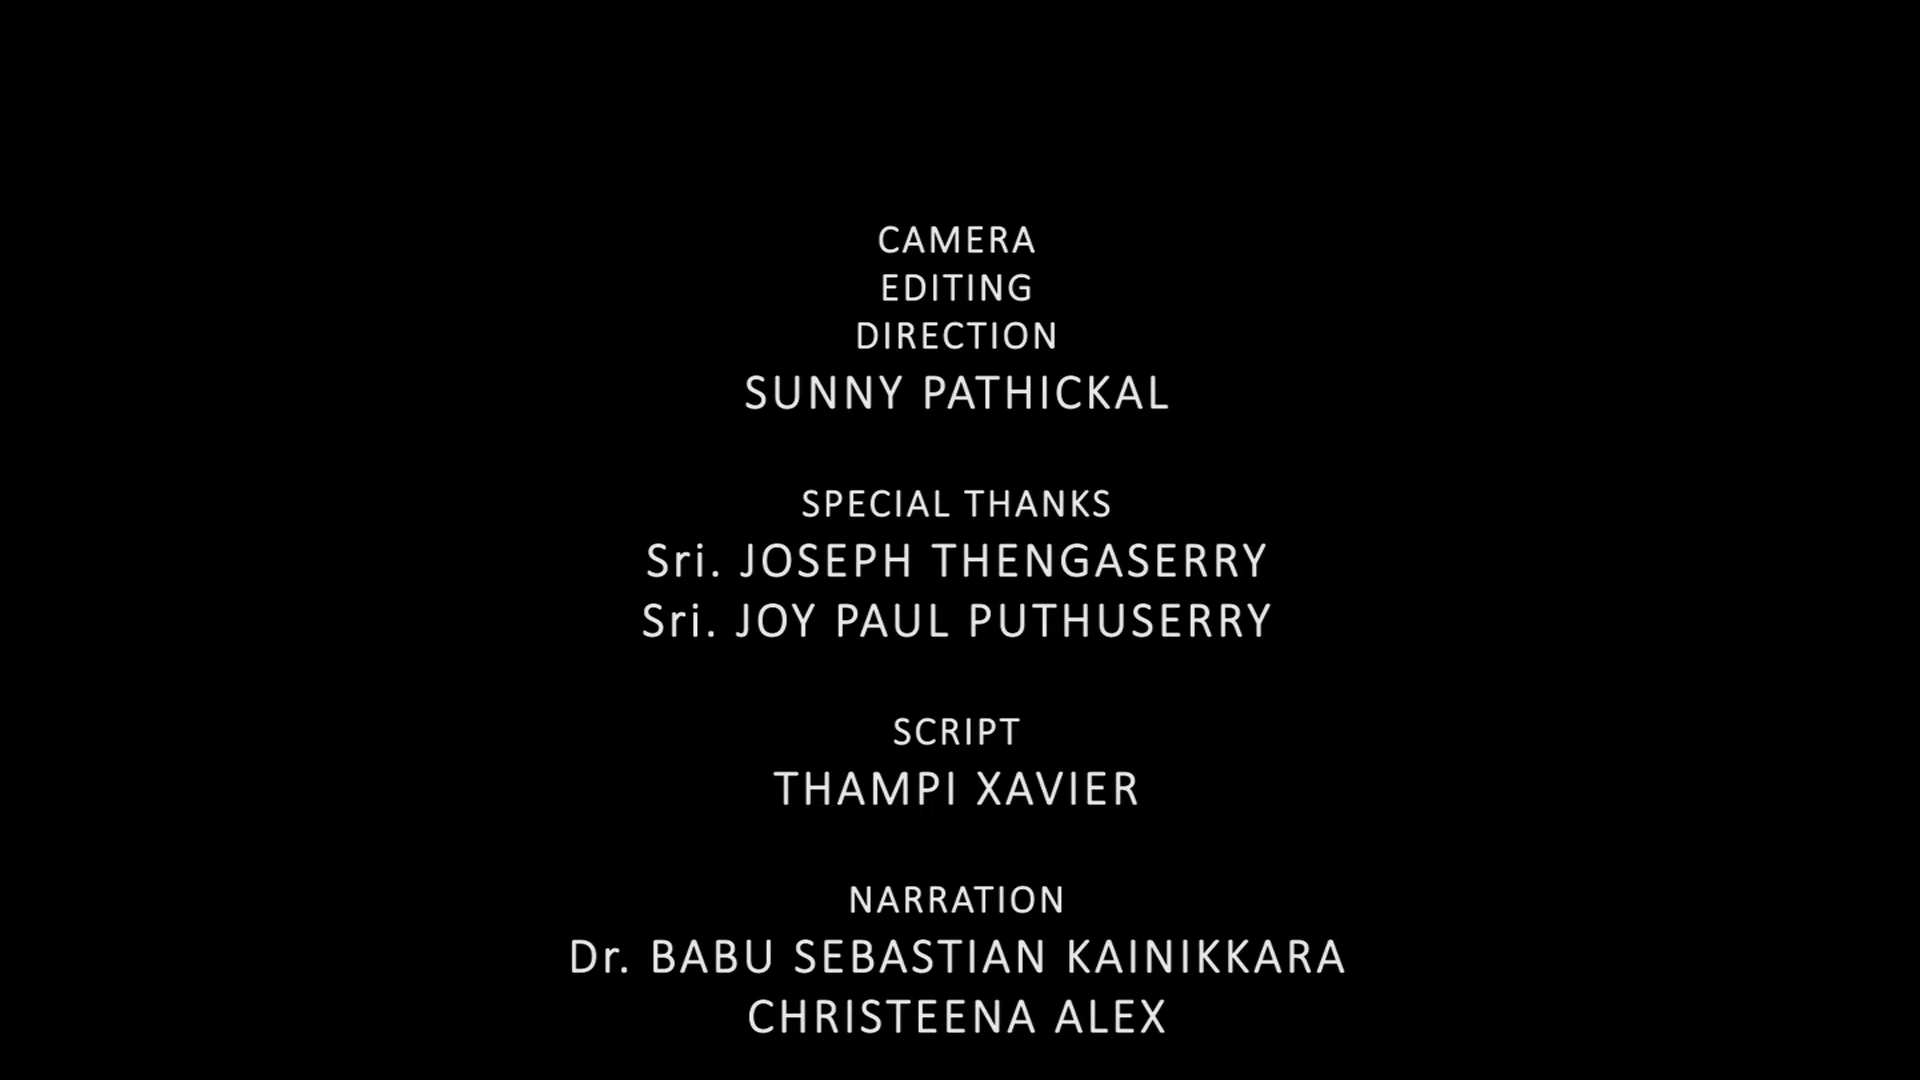 CAMERA
EDITING
DIRECTION
SUNNY PATHICKAL
SPECIAL THANKS
Sri. JOSEPH THENGASERRY
Sri. JOY PAUL PUTHUSERRY
SCRIPT
THAMPI XAVIER
NARRATION
Dr. BABU SEBASTIAN KAINIKKARA
CHRISTEENA ALEX